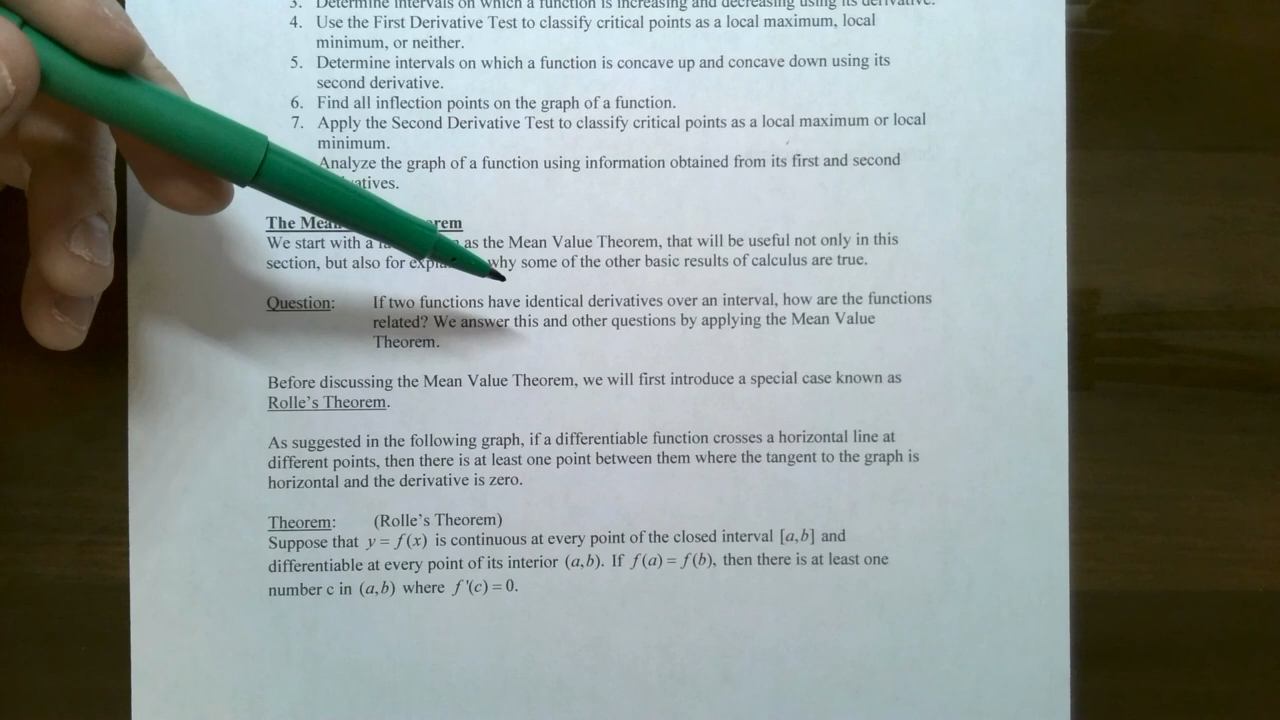 3. Determine intervals on which a function is increasing and decreasing using its derivative.
4. Use the First Derivative Test to classify critical points as a local maximum, local
minimum, or neither.
5. Determine intervals on which a function is concave up and concave down using its
second derivative.
6. Find all inflection points on the graph of a function.
7. Apply the Second Derivative Test to classify critical points as a local maximum or local
minimum.
Analyze the graph of a function using information obtained from its first and second
atives.
The Mea rem
We start with a as the Mean Value Theorem, that will be useful not only in this
section, but also for why some of the other basic results of calculus are true.
Question: If two functions have identical derivatives over an interval, how are the functions
related? We answer this and other questions by applying the Mean Value
Theorem.
Before discussing the Mean Value Theorem, we will first introduce a special case known as
Rolle's Theorem.
As suggested in the following graph, if a differentiable function crosses a horizontal line at
different points, then there is at least one point between them where the tangent to the graph is
horizontal and the derivative is zero.
Theorem: (Rolle's Theorem)
Suppose that y = f(x) is continuous at every point of the closed interval [a,b] and
differentiable at every point of its interior (a,b). If f(a) = f(b), then there is at least one
number c in (a,b) where f'(c) = 0.